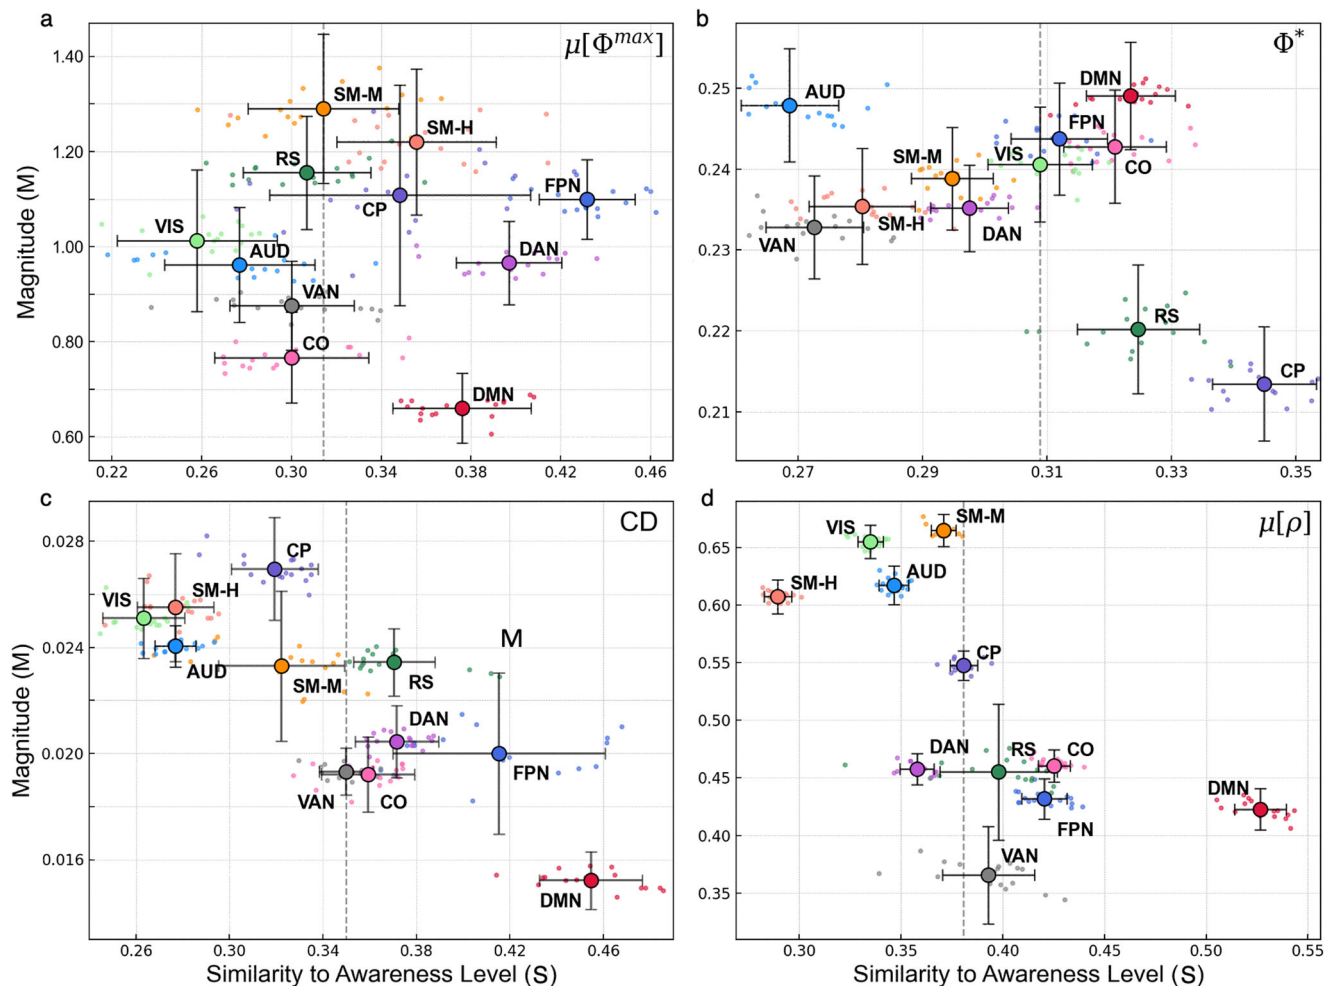 a
μ[Φ^max]
Magnitude (M)
1.40
1.20
1.00
0.80
0.60
SM-M
SM-H
RS
FPN
CP
VIS
AUD
DAN
VAN
CO
DMN
0.22 0.26 0.30 0.34 0.38 0.42 0.46
b
Φ*
Magnitude (M)
0.25
0.24
0.23
0.22
0.21
AUD
DMN
FPN
VIS
CO
SM-M
SM-H
DAN
VAN
RS
CP
0.27 0.29 0.31 0.33 0.35
c
CD
Magnitude (M)
0.028
0.024
0.020
0.016
CP
SM-H
VIS
AUD
M
SM-M
RS
DAN
FPN
VAN
CO
DMN
0.26 0.30 0.34 0.38 0.42 0.46
Similarity to Awareness Level (S)
d
μ[ρ]
Magnitude (M)
0.65
0.60
0.55
0.50
0.45
0.40
0.35
VIS
SM-M
AUD
SM-H
CP
DAN
RS
CO
FPN
DMN
VAN
0.30 0.35 0.40 0.45 0.50 0.55
Similarity to Awareness Level (S)